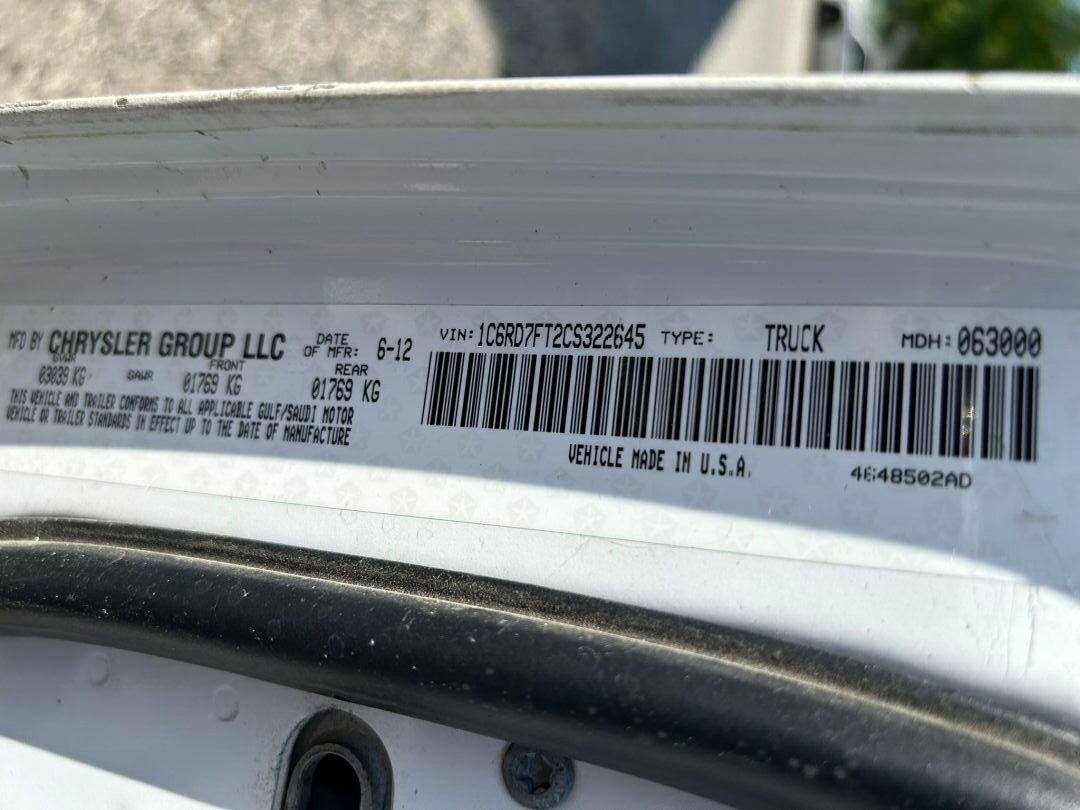 MFD BY CHRYSLER GROUP LLC DATE OF MFR: 6-12 VIN: 1C6RD7FT2CS322645 TYPE: TRUCK MDH: 063000
GVWR FRONT REAR
03039 KG GAWR 01769 KG 01769 KG
THIS VEHICLE AND TRAILER CONFORMS TO ALL APPLICABLE GULF/SAUDI MOTOR
VEHICLE OR TRAILER STANDARDS IN EFFECT UP TO THE DATE OF MANUFACTURE
VEHICLE MADE IN U.S.A. 4648502AD